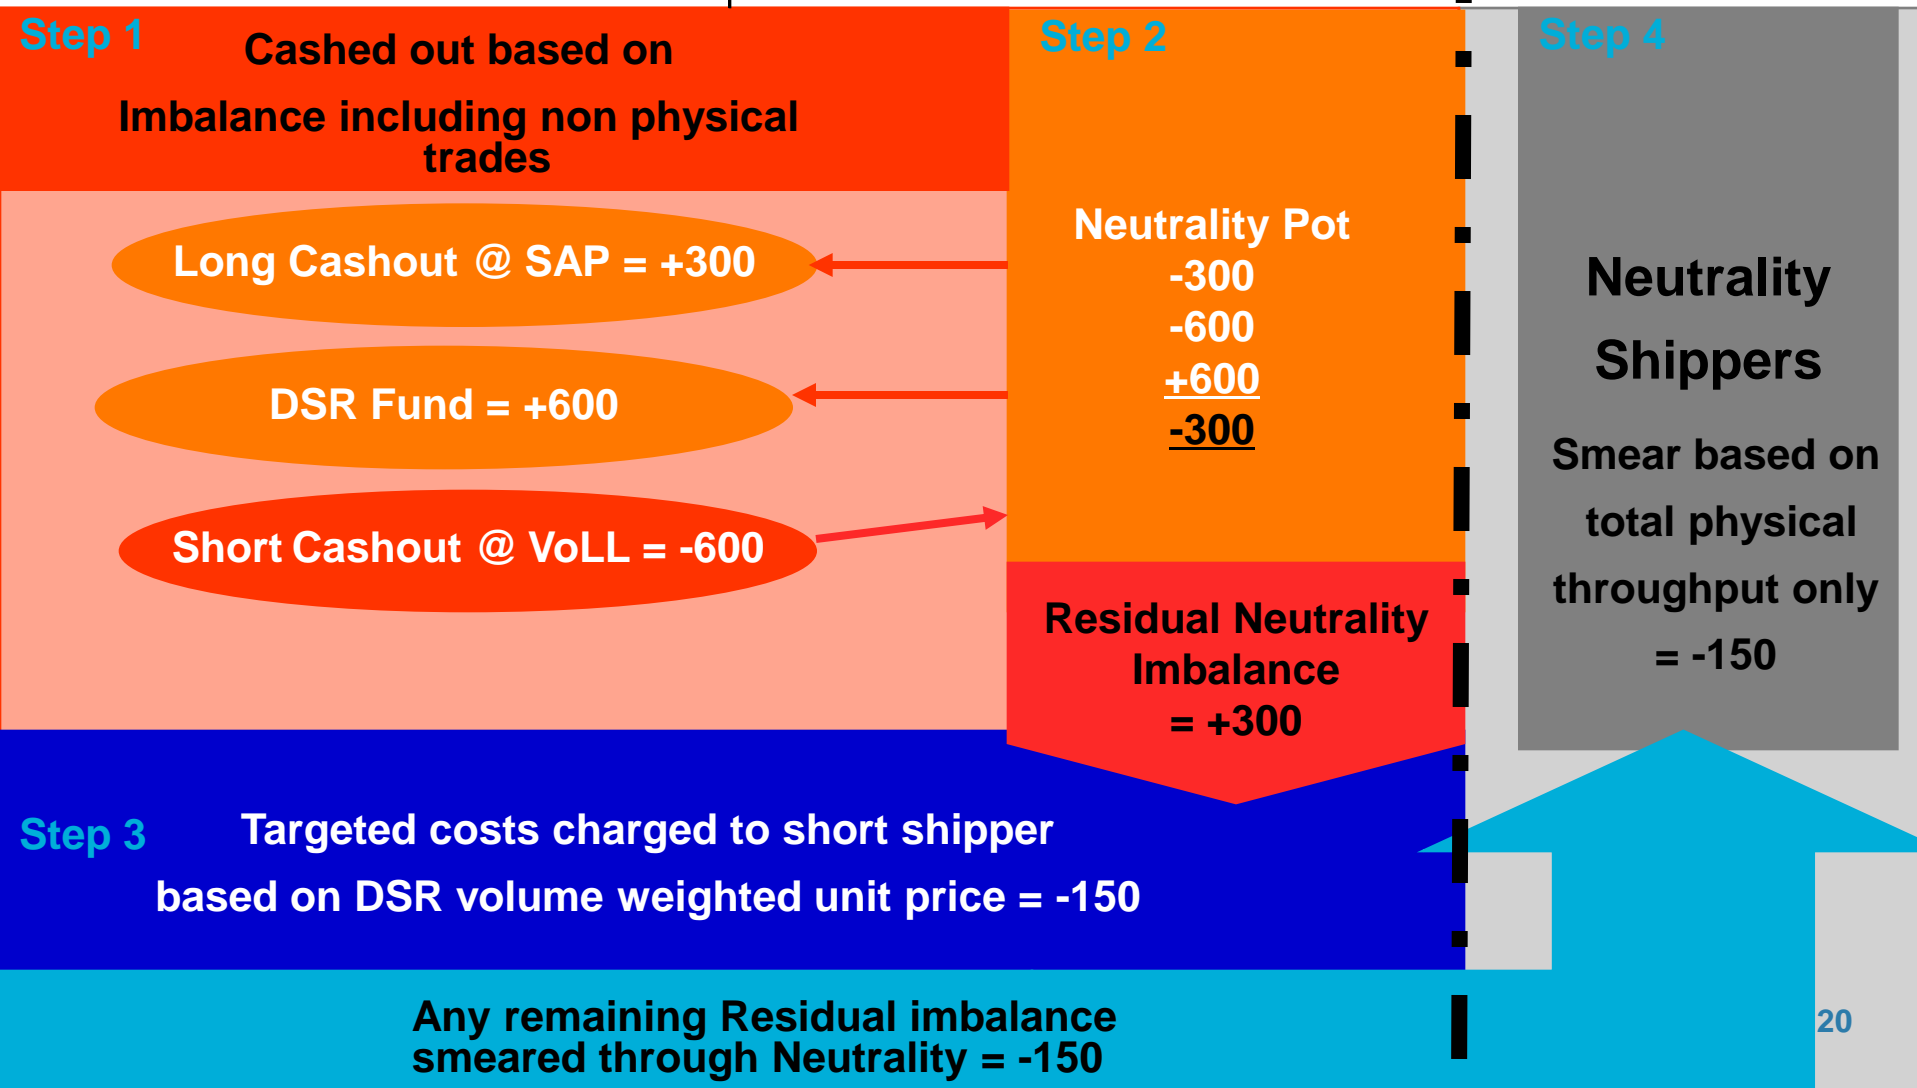 Step 1
Cashed out based on
Imbalance including non physical
trades
Long Cashout @ SAP = +300
DSR Fund = +600
Short Cashout @ VoLL = -600
Step 2
Neutrality Pot
-300
-600
+600
-300
Residual Neutrality
Imbalance
= +300
Step 3
Targeted costs charged to short shipper
based on DSR volume weighted unit price = -150
Any remaining Residual imbalance
smeared through Neutrality = -150
Step 4
Neutrality
Shippers
Smear based on
total physical
throughput only
= -150
20